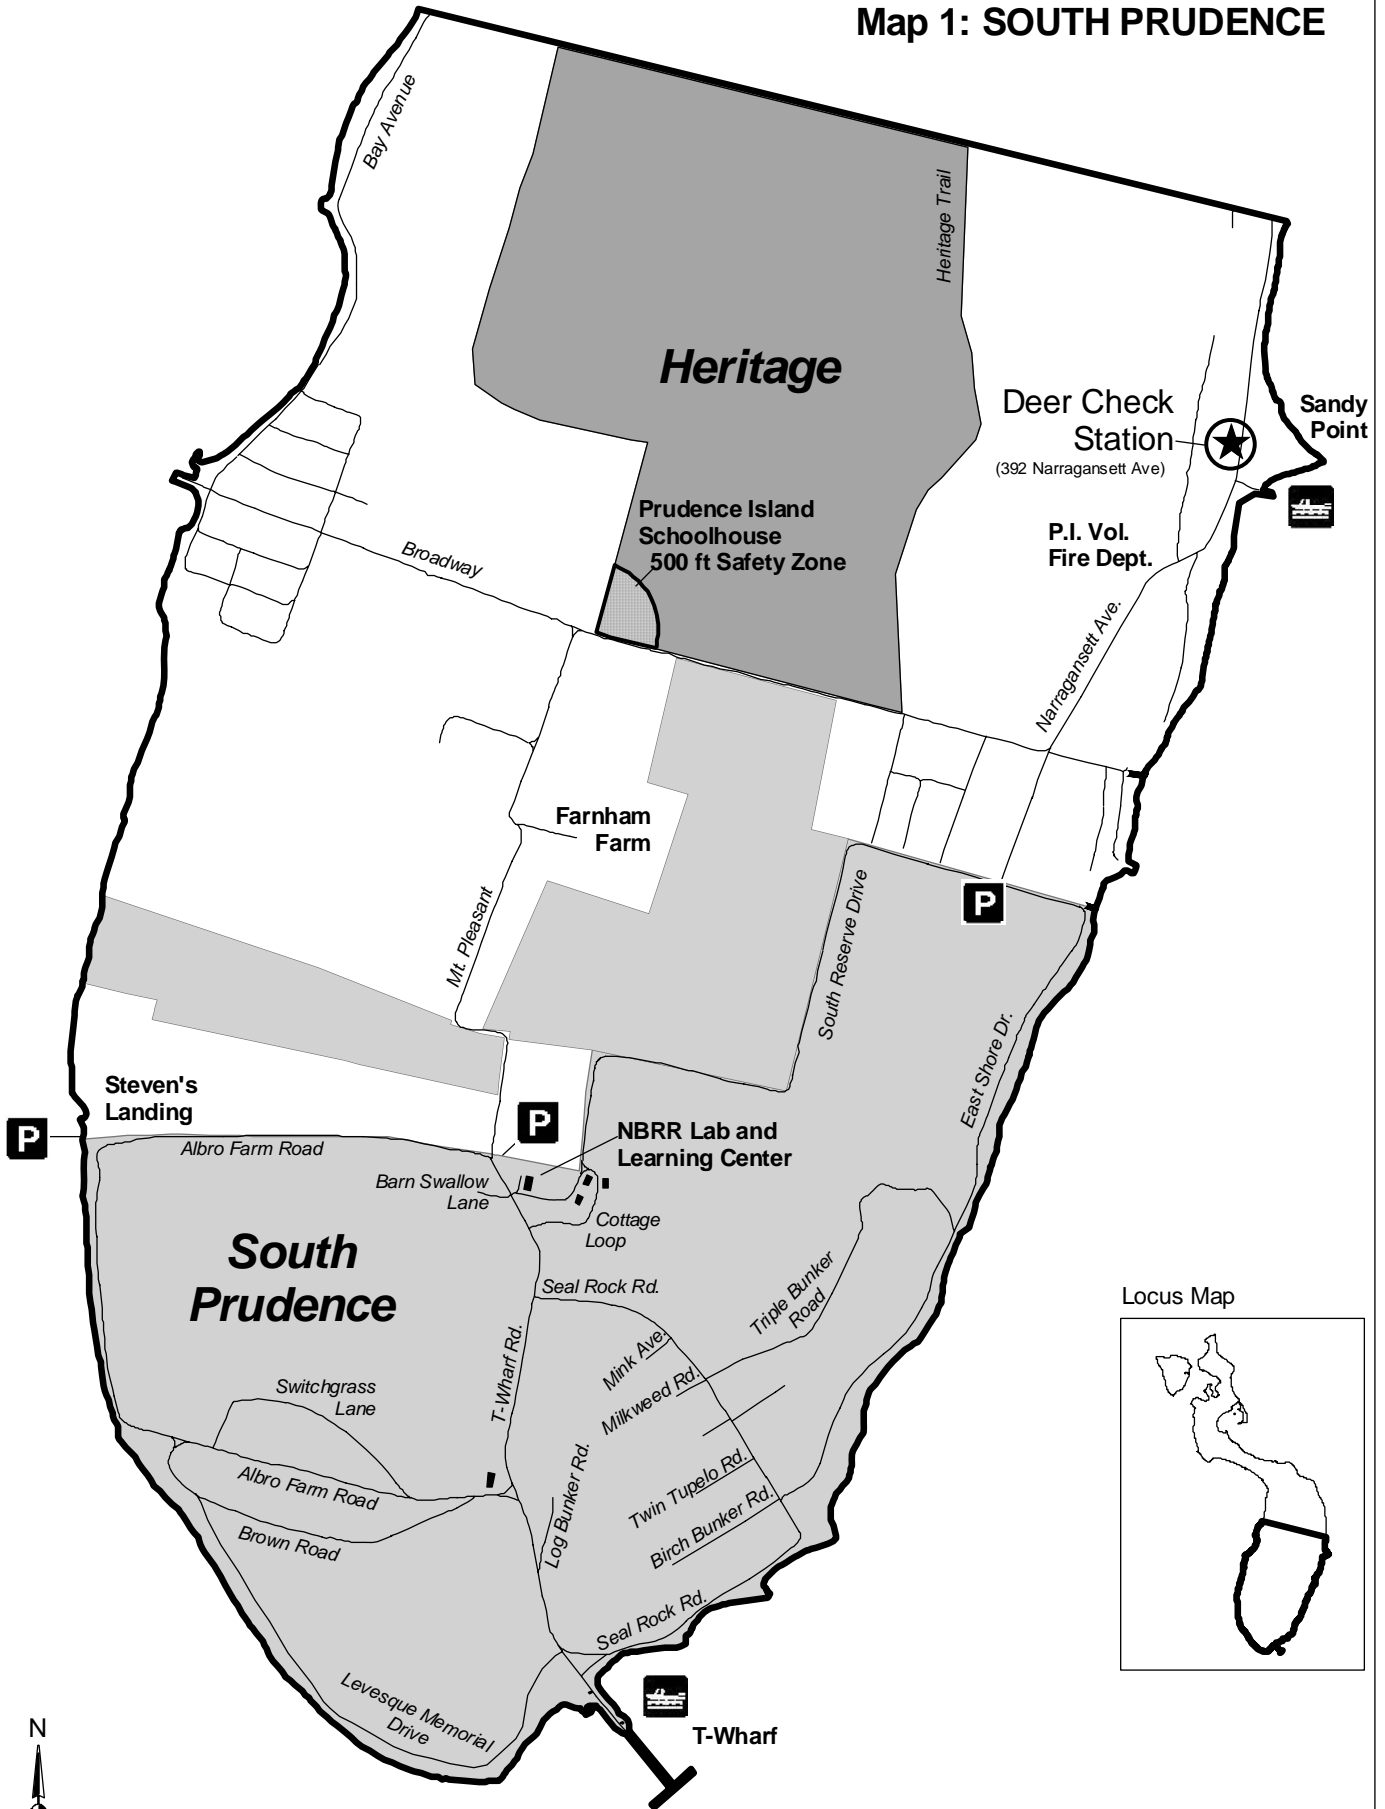 Map 1: SOUTH PRUDENCE
Bay Avenue
Heritage Trail
Heritage
Deer Check
Station
(392 Narragansett Ave)
Sandy
Point
Prudence Island
Schoolhouse
500 ft Safety Zone
P.I. Vol.
Fire Dept.
Broadway
Narragansett Ave.
Farnham
Farm
Mt. Pleasant
South Reserve Drive
P
East Shore Dr.
Steven's
Landing
P
P
NBRR Lab and
Learning Center
Albro Farm Road
Barn Swallow
Lane
Cottage
Loop
South
Prudence
Seal Rock Rd.
Triple Bunker
Road
Locus Map
T-Wharf Rd.
Mink Ave.
Milkweed Rd.
Switchgrass
Lane
Albro Farm Road
Log Bunker Rd.
Twin Tupelo Rd.
Birch Bunker Rd.
Brown Road
Seal Rock Rd.
Levesque Memorial
Drive
T-Wharf
N